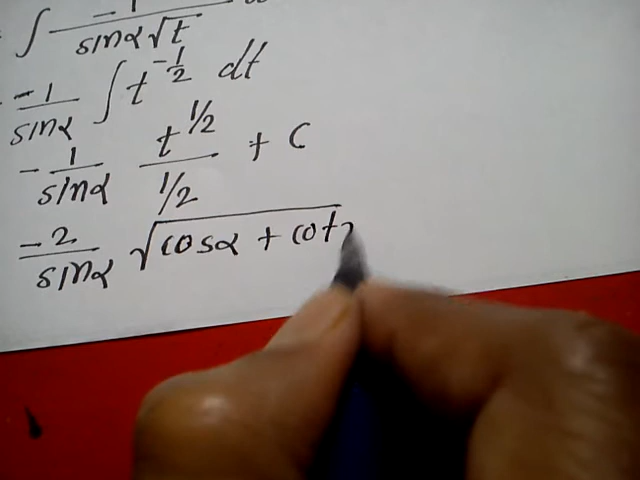 ∫ -1/(sinα√t)
-1/sinα ∫ t^(-1/2) dt
-1/sinα t^(1/2)/(1/2) + C
-2/sinα √(cosα + cot